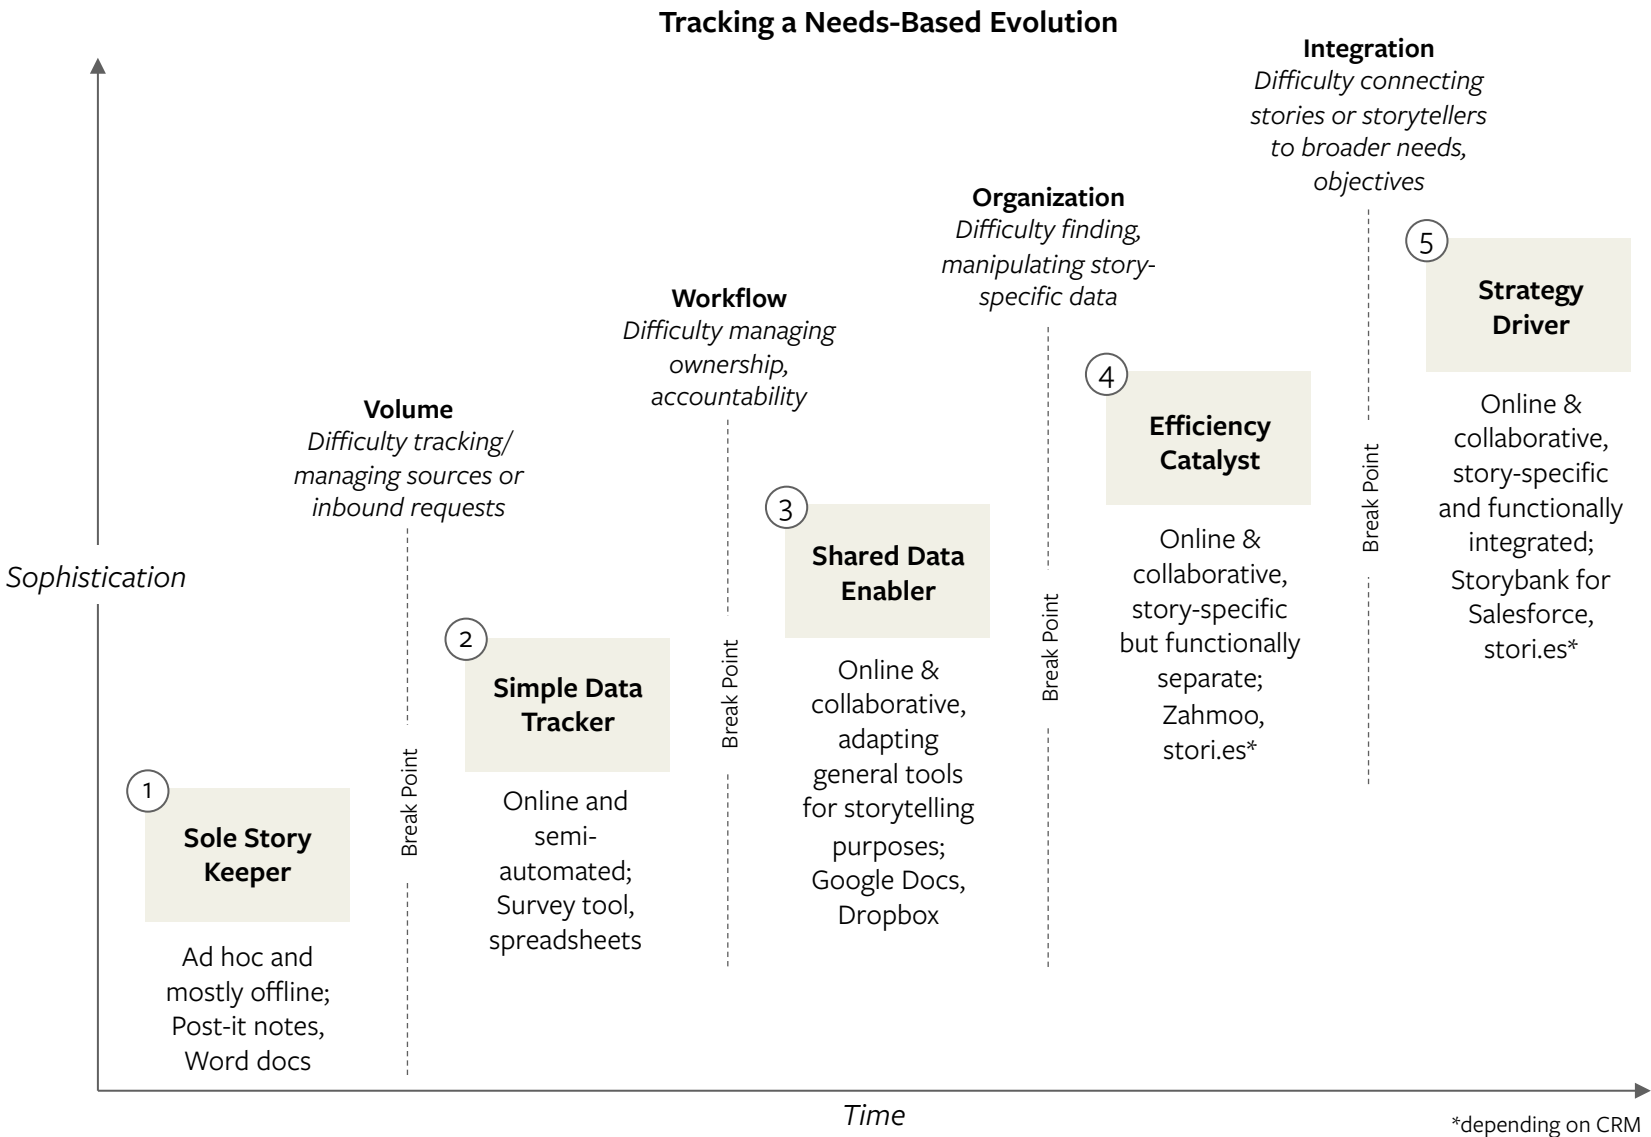 Tracking a Needs-Based Evolution
Integration
Difficulty connecting
stories or storytellers
to broader needs,
objectives
Organization
Difficulty finding,
manipulating story-
specific data
Workflow
Difficulty managing
ownership,
accountability
Volume
Difficulty tracking/
managing sources or
inbound requests
Sophistication
1
Sole Story
Keeper
Ad hoc and
mostly offline;
Post-it notes,
Word docs
Break Point
2
Simple Data
Tracker
Online and
semi-
automated;
Survey tool,
spreadsheets
Break Point
3
Shared Data
Enabler
Online &
collaborative,
adapting
general tools
for storytelling
purposes;
Google Docs,
Dropbox
Break Point
4
Efficiency
Catalyst
Online &
collaborative,
story-specific
but functionally
separate;
Zahmoo,
stori.es*
Break Point
5
Strategy
Driver
Online &
collaborative,
story-specific
and functionally
integrated;
Storybank for
Salesforce,
stori.es*
Time
*depending on CRM